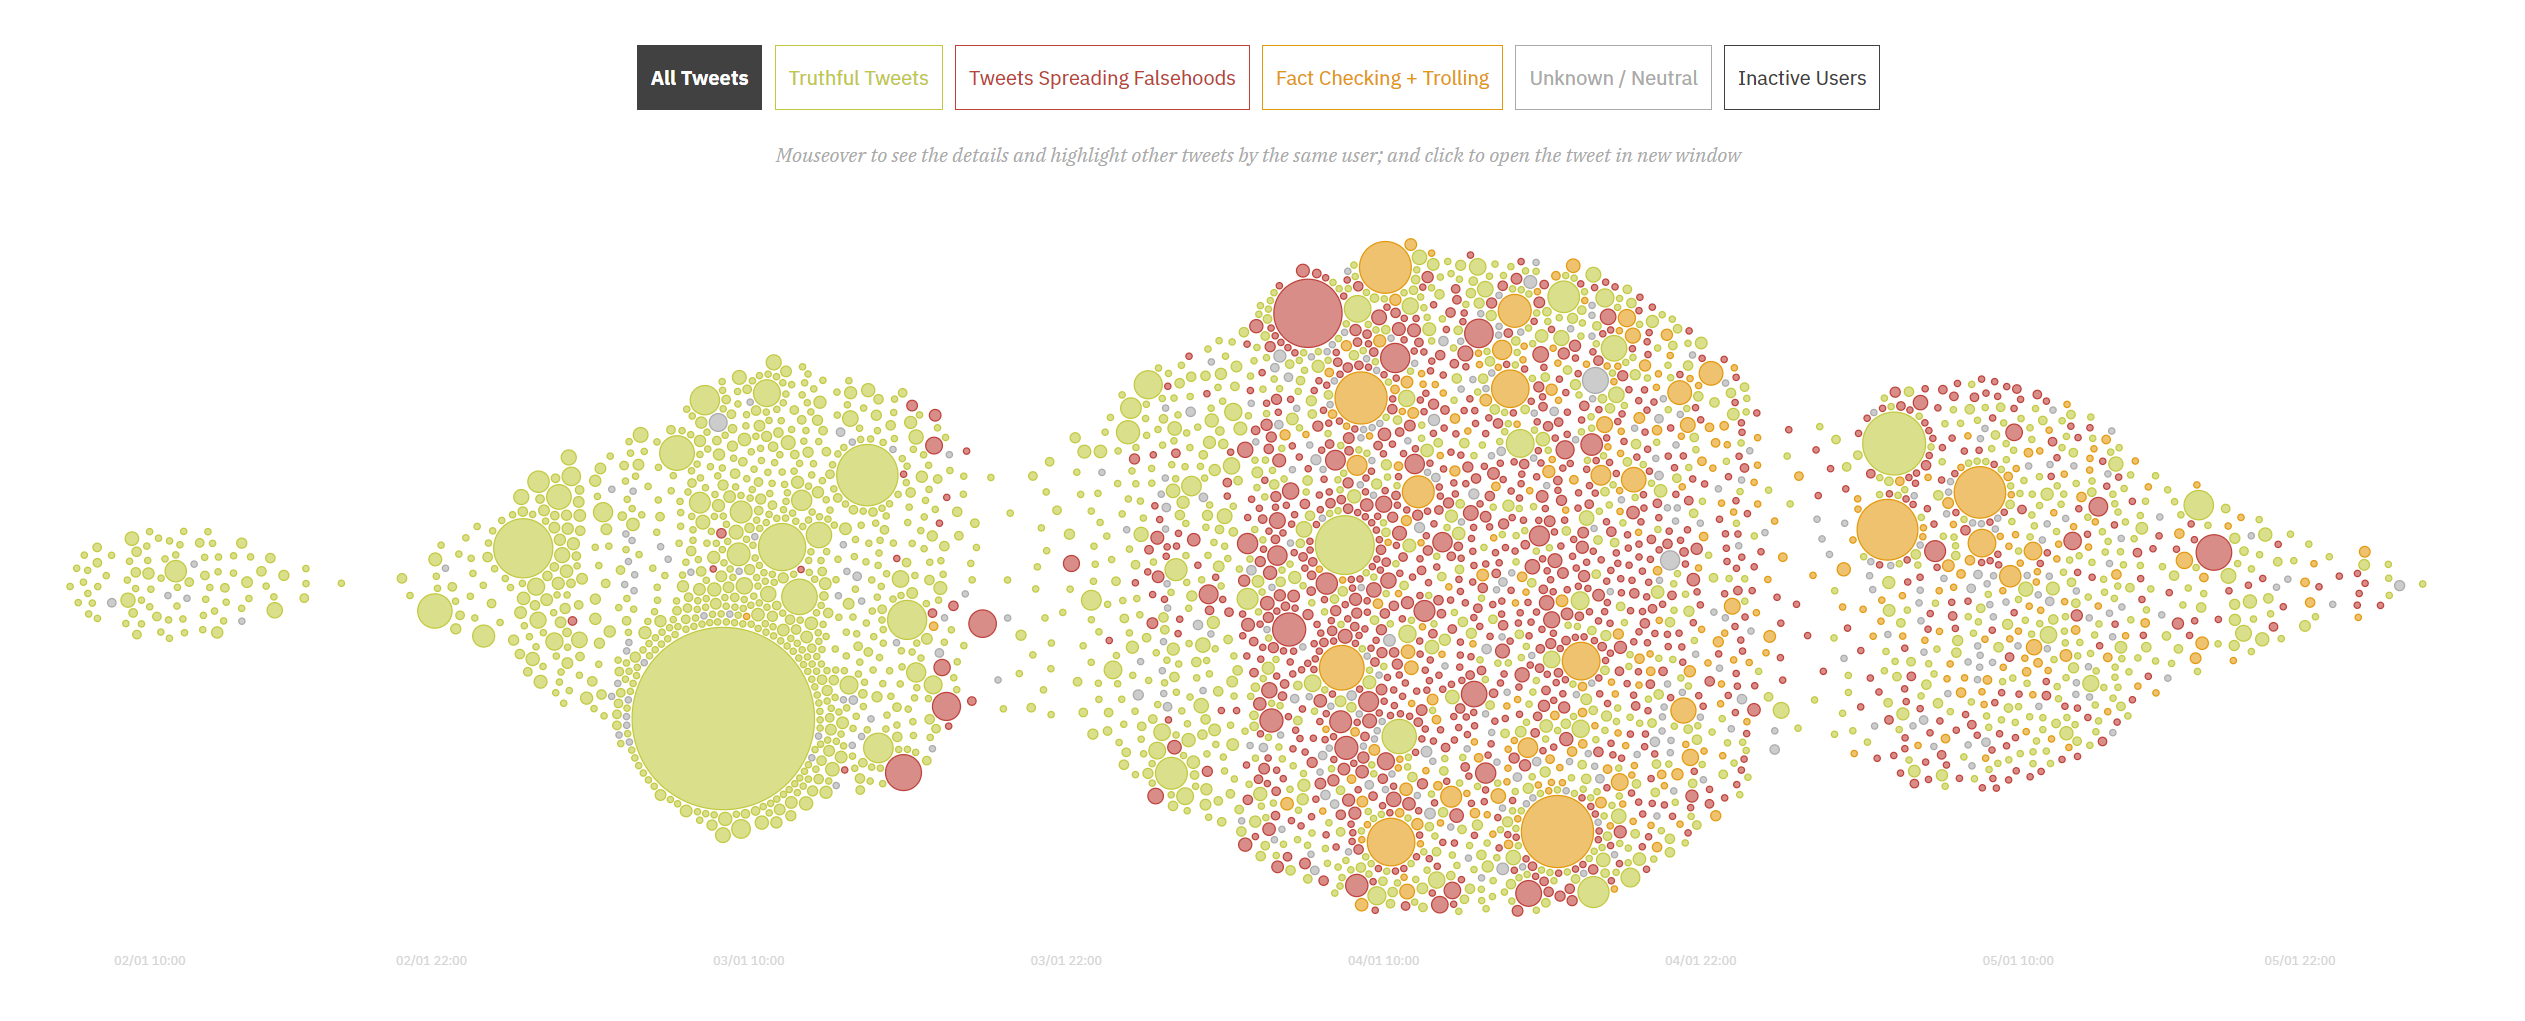 All Tweets Truthful Tweets Tweets Spreading Falsehoods Fact Checking + Trolling Unknown / Neutral Inactive Users
Mouseover to see the details and highlight other tweets by the same user; and click to open the tweet in new window
02/01 10:00 02/01 22:00 03/01 10:00 03/01 22:00 04/01 10:00 04/01 22:00 05/01 10:00 05/01 22:00